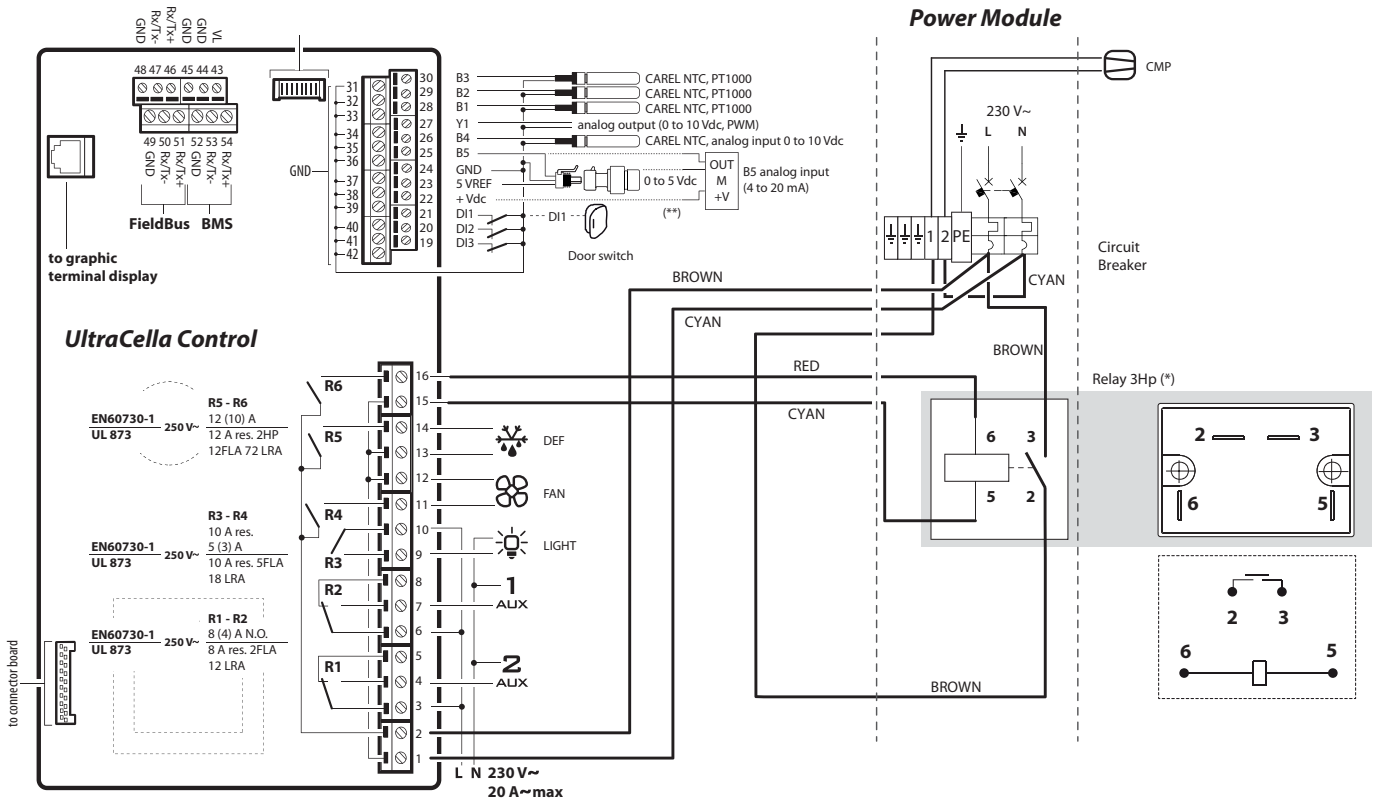 Power Module
GND
Rx/Tx-
Rx/Tx+
GND
GND
VL
48 47 46 45 44 43
49 50 51 52 53 54
GND
Rx/Tx-
Rx/Tx+
GND
Rx/Tx-
Rx/Tx+
FieldBus BMS
to graphic
terminal display
GND
31
32
33
34
35
36
37
38
39
40
41
42
30
29
28
27
26
25
24
23
22
21
20
19
B3 CAREL NTC, PT1000
B2 CAREL NTC, PT1000
B1 CAREL NTC, PT1000
Y1 analog output (0 to 10 Vdc, PWM)
B4 CAREL NTC, analog input 0 to 10 Vdc
B5
GND
5 VREF
+ Vdc
0 to 5 Vdc
OUT
M
+V
B5 analog input
(4 to 20 mA)
(**)
DI1
DI2
DI3
DI1
Door switch
CMP
230 V~
L N
1 2 PE
Circuit
Breaker
BROWN
CYAN
CYAN
BROWN
RED
CYAN
BROWN
Relay 3Hp (*)
6 3
5 2
2 3
6 5
2 3
6 5
UltraCella Control
EN60730-1
UL 873
250 V~
R5 - R6
12 (10) A
12 A res. 2HP
12FLA 72 LRA
EN60730-1
UL 873
250 V~
R3 - R4
10 A res.
5 (3) A
10 A res. 5FLA
18 LRA
EN60730-1
UL 873
250 V~
R1 - R2
8 (4) A N.O.
8 A res. 2FLA
12 LRA
to connector board
R6
R5
R4
R3
R2
R1
16
15
14
13
12
11
10
9
8
7
6
5
4
3
2
1
DEF
FAN
LIGHT
1
AUX
2
AUX
L N 230 V~
20 A~max